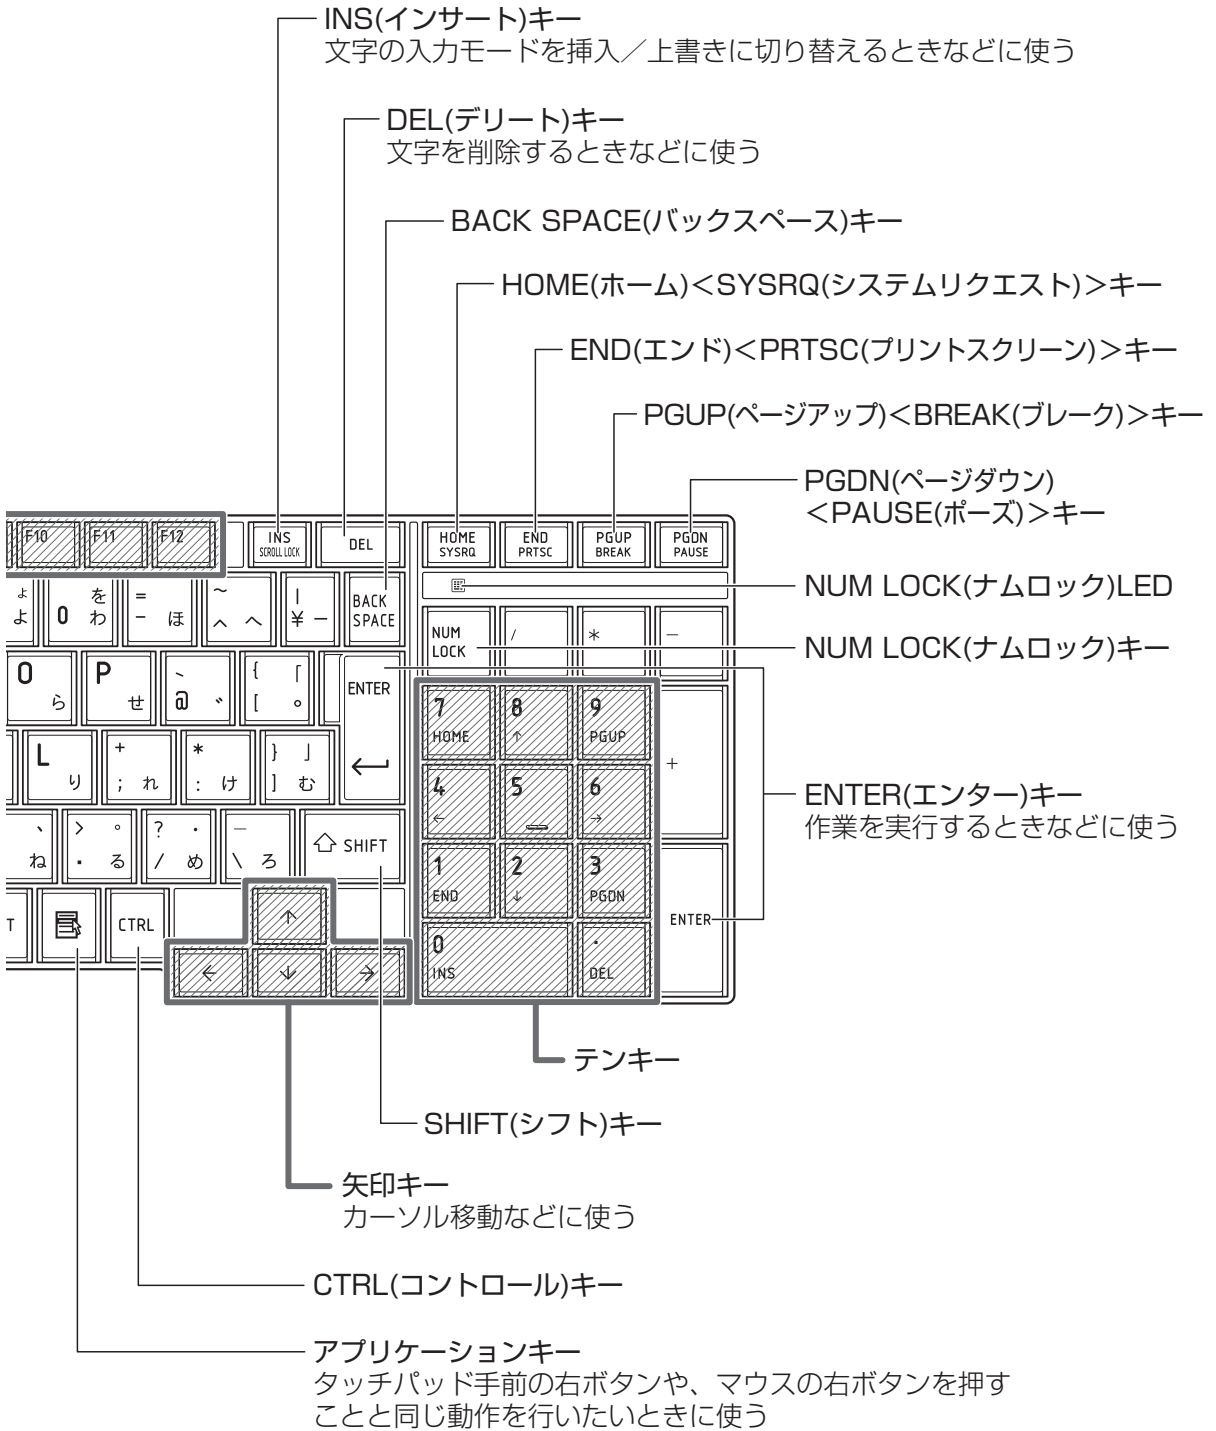 INS(インサート)キー
文字の入力モードを挿入／上書きに切り替えるときなどに使う
DEL(デリート)キー
文字を削除するときなどに使う
BACK SPACE(バックスペース)キー
HOME(ホーム)＜SYSRQ(システムリクエスト)＞キー
END(エンド)＜PRTSC(プリントスクリーン)＞キー
PGUP(ページアップ)＜BREAK(ブレーク)＞キー
PGDN(ページダウン)
＜PAUSE(ポーズ)＞キー
F10 F11 F12 INS DEL HOME END PGUP PGDN
SCROLL LOCK SYSRQ PRTSC BREAK PAUSE
NUM LOCK(ナムロック)LED
ょ を = ~ | BACK
よ 0 わ - ほ ^ へ ¥ ー SPACE
NUM / * -
LOCK
NUM LOCK(ナムロック)キー
O P ` { 「 ENTER
ら せ @ ゛ [ ゜
7 8 9
HOME ↑ PGUP
L + * } 」 ←
り ; れ : け ] む
4 5 6 +
← →
ENTER(エンター)キー
作業を実行するときなどに使う
、 > 。 ? ・ _ ⇧ SHIFT
ね . る / め \ ろ
1 2 3
END ↓ PGDN
T CTRL ↑ ENTER
0 .
INS DEL
← ↓ →
テンキー
SHIFT(シフト)キー
矢印キー
カーソル移動などに使う
CTRL(コントロール)キー
アプリケーションキー
タッチパッド手前の右ボタンや、マウスの右ボタンを押す
ことと同じ動作を行いたいときに使う